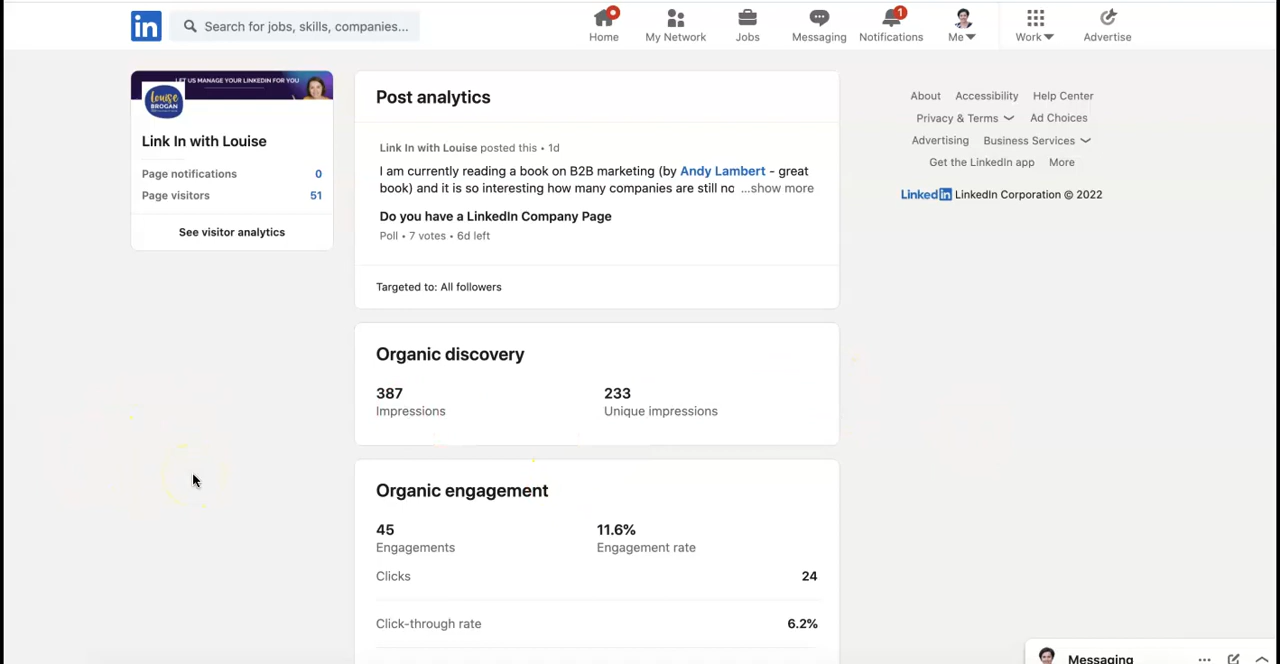 in
Search for jobs, skills, companies...
Home
My Network
Jobs
Messaging
1
Notifications
Me
Work
Advertise
LET US MANAGE YOUR LINKEDIN FOR YOU
Louise
BROGAN
Link In with Louise
Page notifications 0
Page visitors 51
See visitor analytics
Post analytics
Link In with Louise posted this • 1d
I am currently reading a book on B2B marketing (by Andy Lambert - great
book) and it is so interesting how many companies are still no ...show more
Do you have a LinkedIn Company Page
Poll • 7 votes • 6d left
Targeted to: All followers
Organic discovery
387 233
Impressions Unique impressions
Organic engagement
45 11.6%
Engagements Engagement rate
Clicks 24
Click-through rate 6.2%
About Accessibility Help Center
Privacy & Terms Ad Choices
Advertising Business Services
Get the LinkedIn app More
LinkedIn LinkedIn Corporation © 2022
Messaging